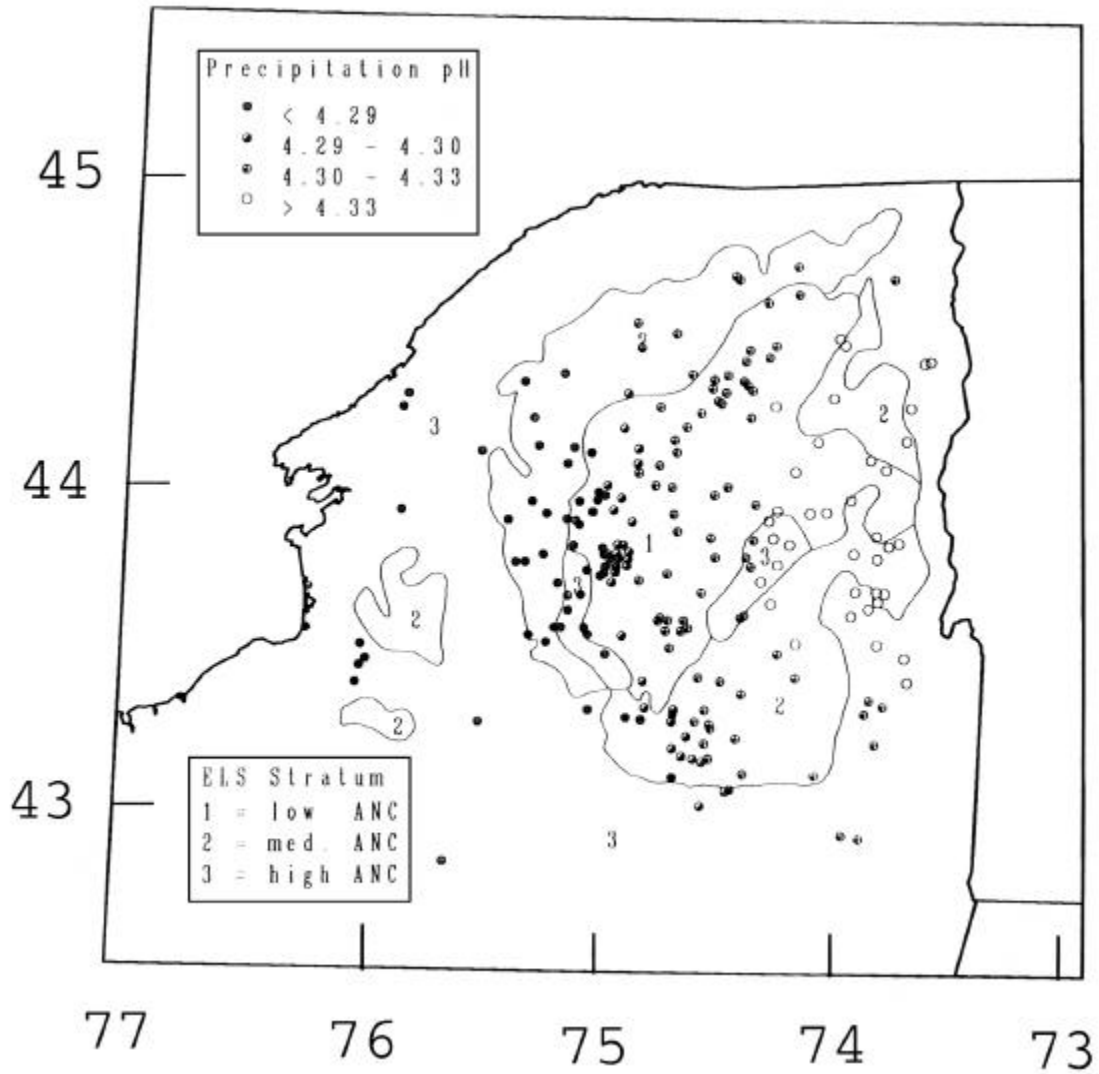 Precipitation pH
< 4.29
4.29 - 4.30
4.30 - 4.33
> 4.33
45
2
2
3
44
1
3
3
2
2
2
ELS Stratum
1 = low ANC
2 = med. ANC
3 = high ANC
43
3
77 76 75 74 73